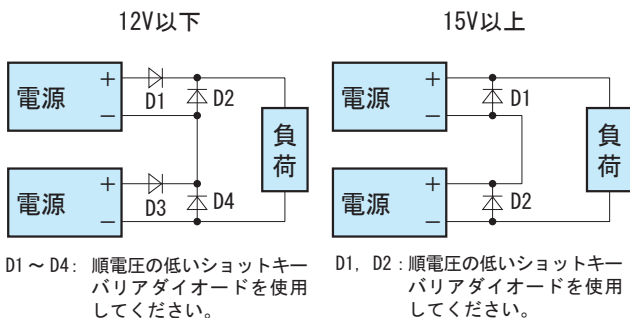 12V以下
15V以上
電源
+
−
D1
D2
負荷
電源
+
−
D3
D4
電源
+
−
D1
負荷
電源
+
−
D2
D1～D4： 順電圧の低いショットキー
バリアダイオードを使用
してください。
D1, D2：順電圧の低いショットキー
バリアダイオードを使用
してください。